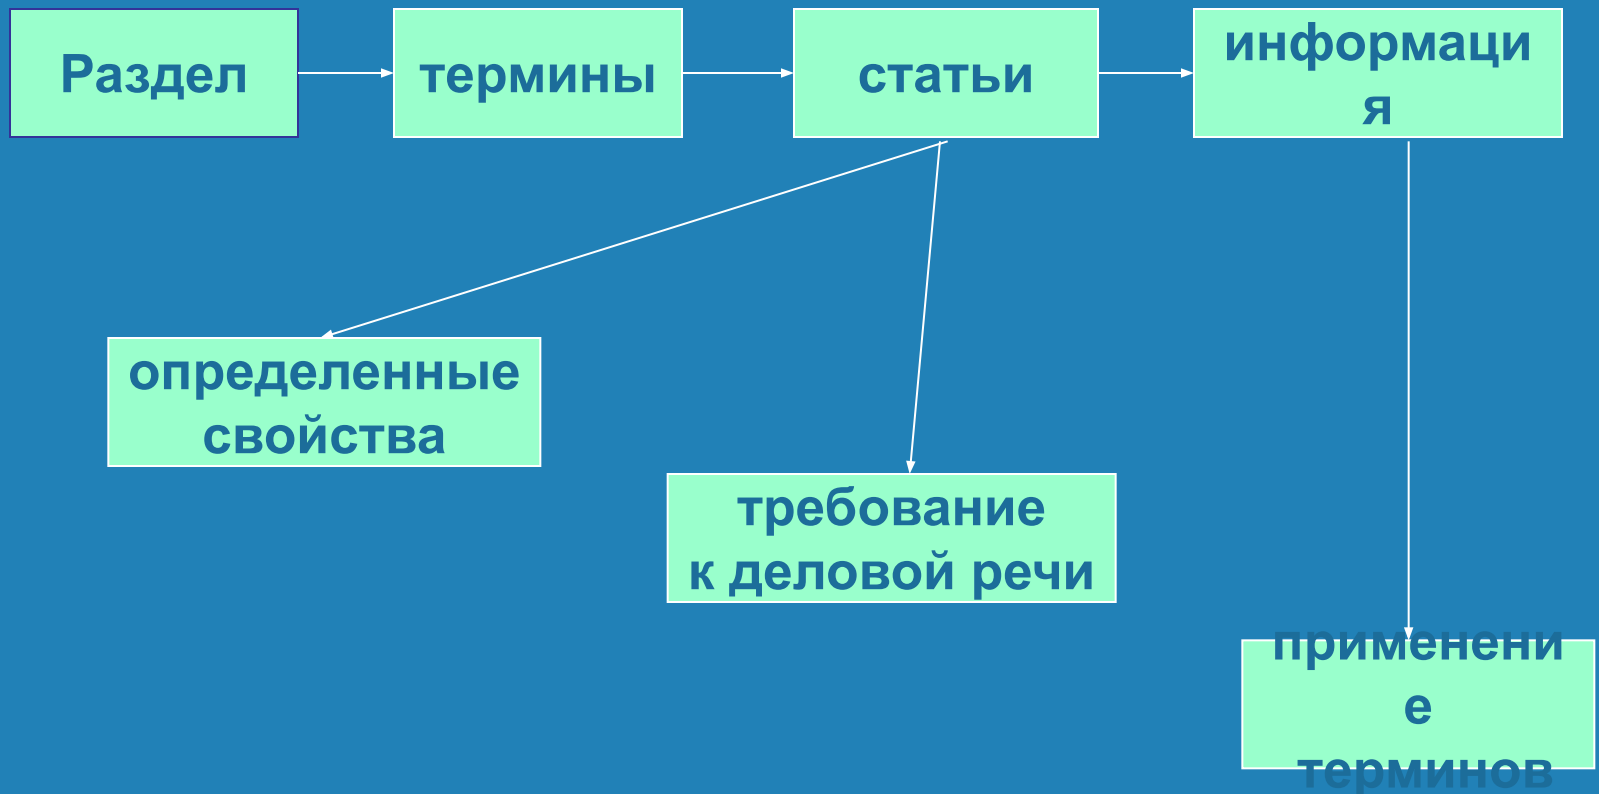 Раздел
термины
статьи
информаци
я
определенные
свойства
требование
к деловой речи
применени
е
терминов